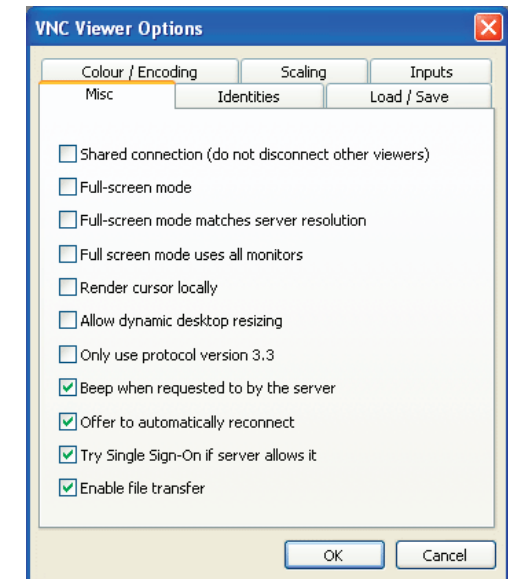 VNC Viewer Options
Colour / Encoding Scaling Inputs
Misc Identities Load / Save
Shared connection (do not disconnect other viewers)
Full-screen mode
Full-screen mode matches server resolution
Full screen mode uses all monitors
Render cursor locally
Allow dynamic desktop resizing
Only use protocol version 3.3
Beep when requested to by the server
Offer to automatically reconnect
Try Single Sign-On if server allows it
Enable file transfer
OK Cancel